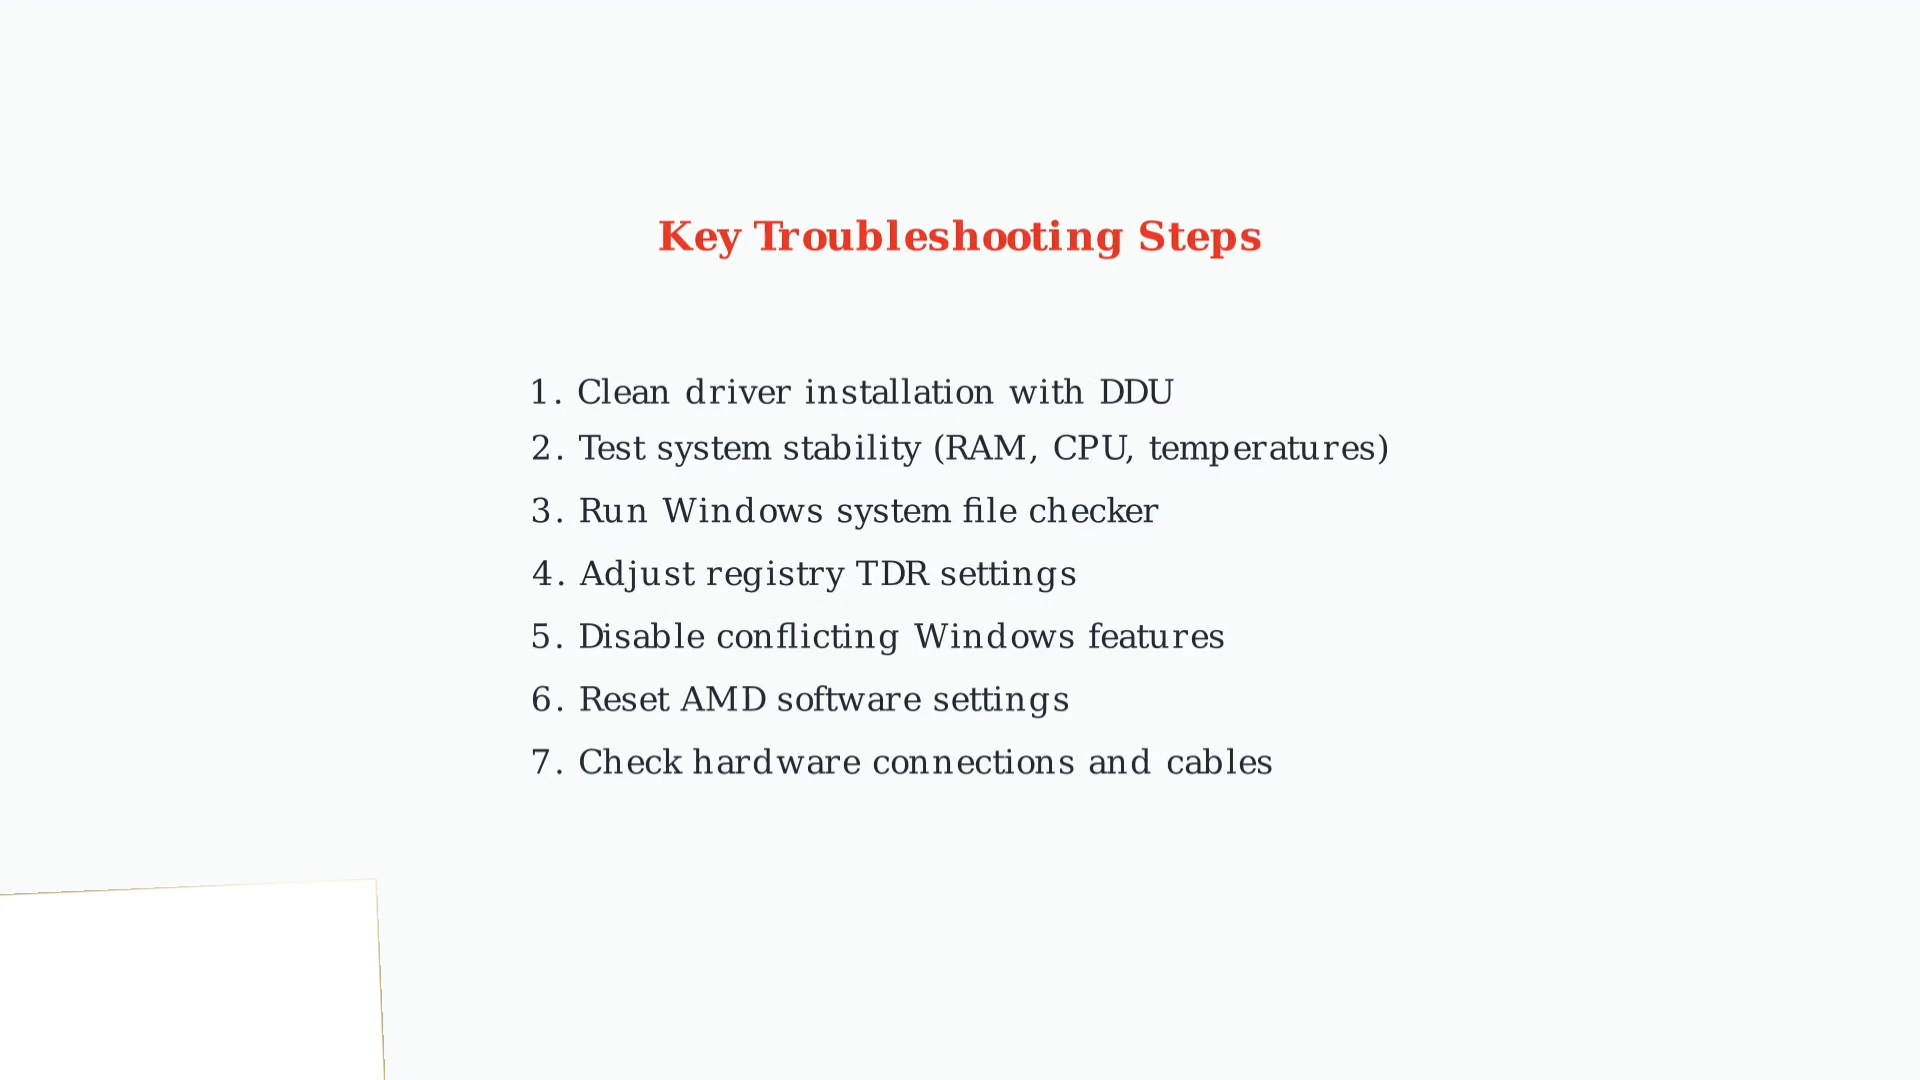 Key Troubleshooting Steps
1. Clean driver installation with DDU
2. Test system stability (RAM, CPU, temperatures)
3. Run Windows system file checker
4. Adjust registry TDR settings
5. Disable conflicting Windows features
6. Reset AMD software settings
7. Check hardware connections and cables